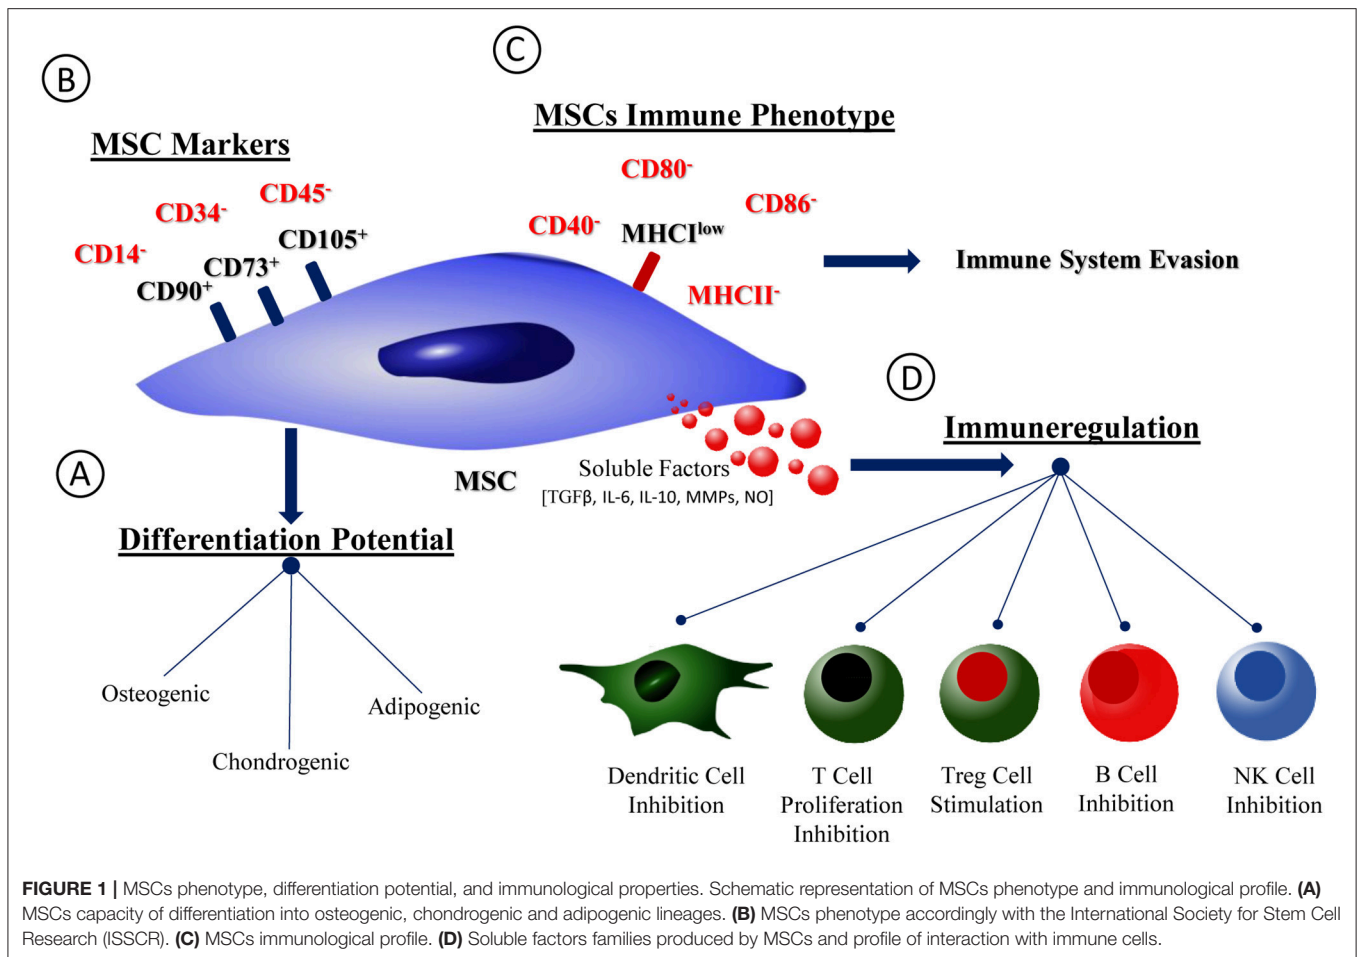 B
MSC Markers
CD45-
CD34-
CD14-
CD105+
CD73+
CD90+
C
MSCs Immune Phenotype
CD80-
CD86-
CD40-
MHCIlow
MHCII-
Immune System Evasion
D
Immuneregulation
MSC
Soluble Factors
[TGFβ, IL-6, IL-10, MMPs, NO]
A
Differentiation Potential
Osteogenic
Chondrogenic
Adipogenic
Dendritic Cell
Inhibition
T Cell
Proliferation
Inhibition
Treg Cell
Stimulation
B Cell
Inhibition
NK Cell
Inhibition
FIGURE 1 | MSCs phenotype, differentiation potential, and immunological properties. Schematic representation of MSCs phenotype and immunological profile. (A)
MSCs capacity of differentiation into osteogenic, chondrogenic and adipogenic lineages. (B) MSCs phenotype accordingly with the International Society for Stem Cell
Research (ISSCR). (C) MSCs immunological profile. (D) Soluble factors families produced by MSCs and profile of interaction with immune cells.